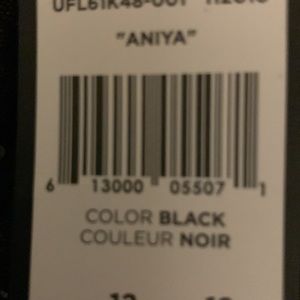 UFL61K48-001
"ANIYA"
6 13000 05507 1
COLOR BLACK
COULEUR NOIR